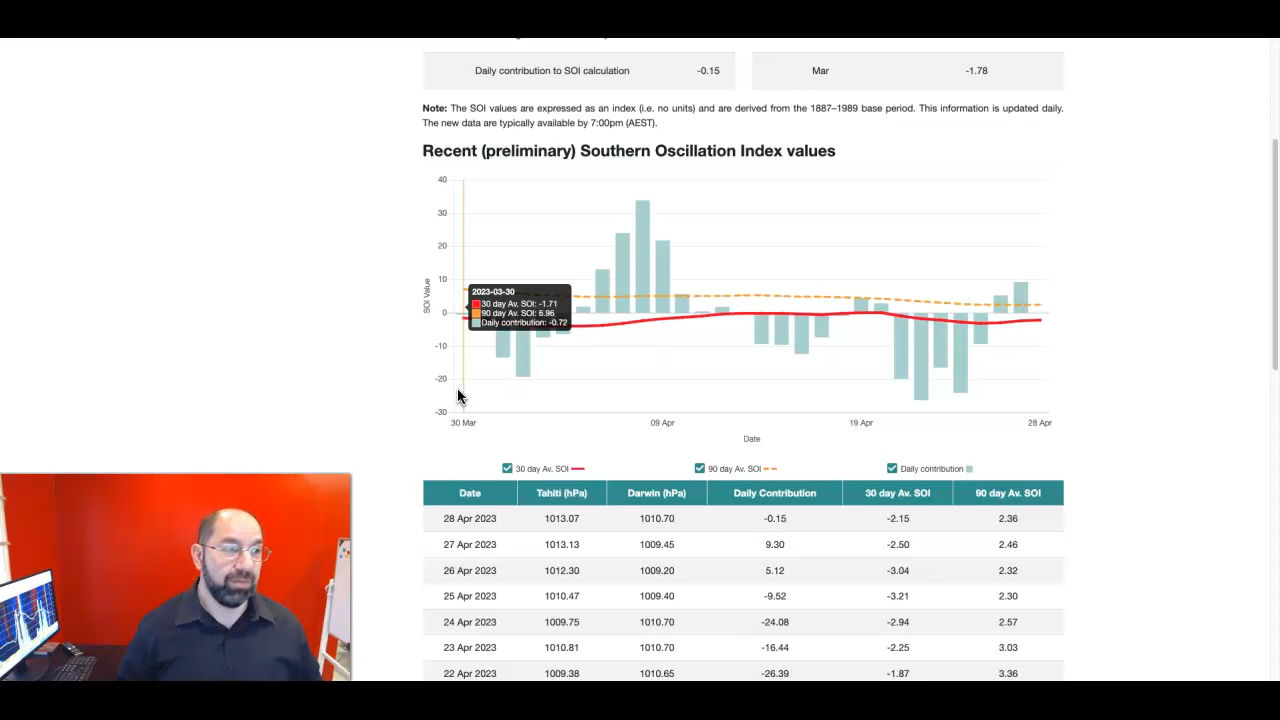 Daily contribution to SOI calculation -0.15 Mar -1.78
Note: The SOI values are expressed as an index (i.e. no units) and are derived from the 1887–1989 base period. This information is updated daily.
The new data are typically available by 7:00pm (AEST).
Recent (preliminary) Southern Oscillation Index values
40
30
20
10
0
-10
-20
-30
SOI Value
2023-03-30
30 day Av. SOI: -1.71
90 day Av. SOI: 6.96
Daily contribution: -0.72
30 Mar 09 Apr 19 Apr 28 Apr
Date
30 day Av. SOI 90 day Av. SOI Daily contribution
Date Tahiti (hPa) Darwin (hPa) Daily Contribution 30 day Av. SOI 90 day Av. SOI
28 Apr 2023 1013.07 1010.70 -0.15 -2.15 2.36
27 Apr 2023 1013.13 1009.45 9.30 -2.50 2.46
26 Apr 2023 1012.30 1009.20 5.12 -3.04 2.32
25 Apr 2023 1010.47 1009.40 -9.52 -3.21 2.30
24 Apr 2023 1009.75 1010.70 -24.08 -2.94 2.57
23 Apr 2023 1010.81 1010.70 -16.44 -2.25 3.03
22 Apr 2023 1009.38 1010.65 -26.39 -1.87 3.36